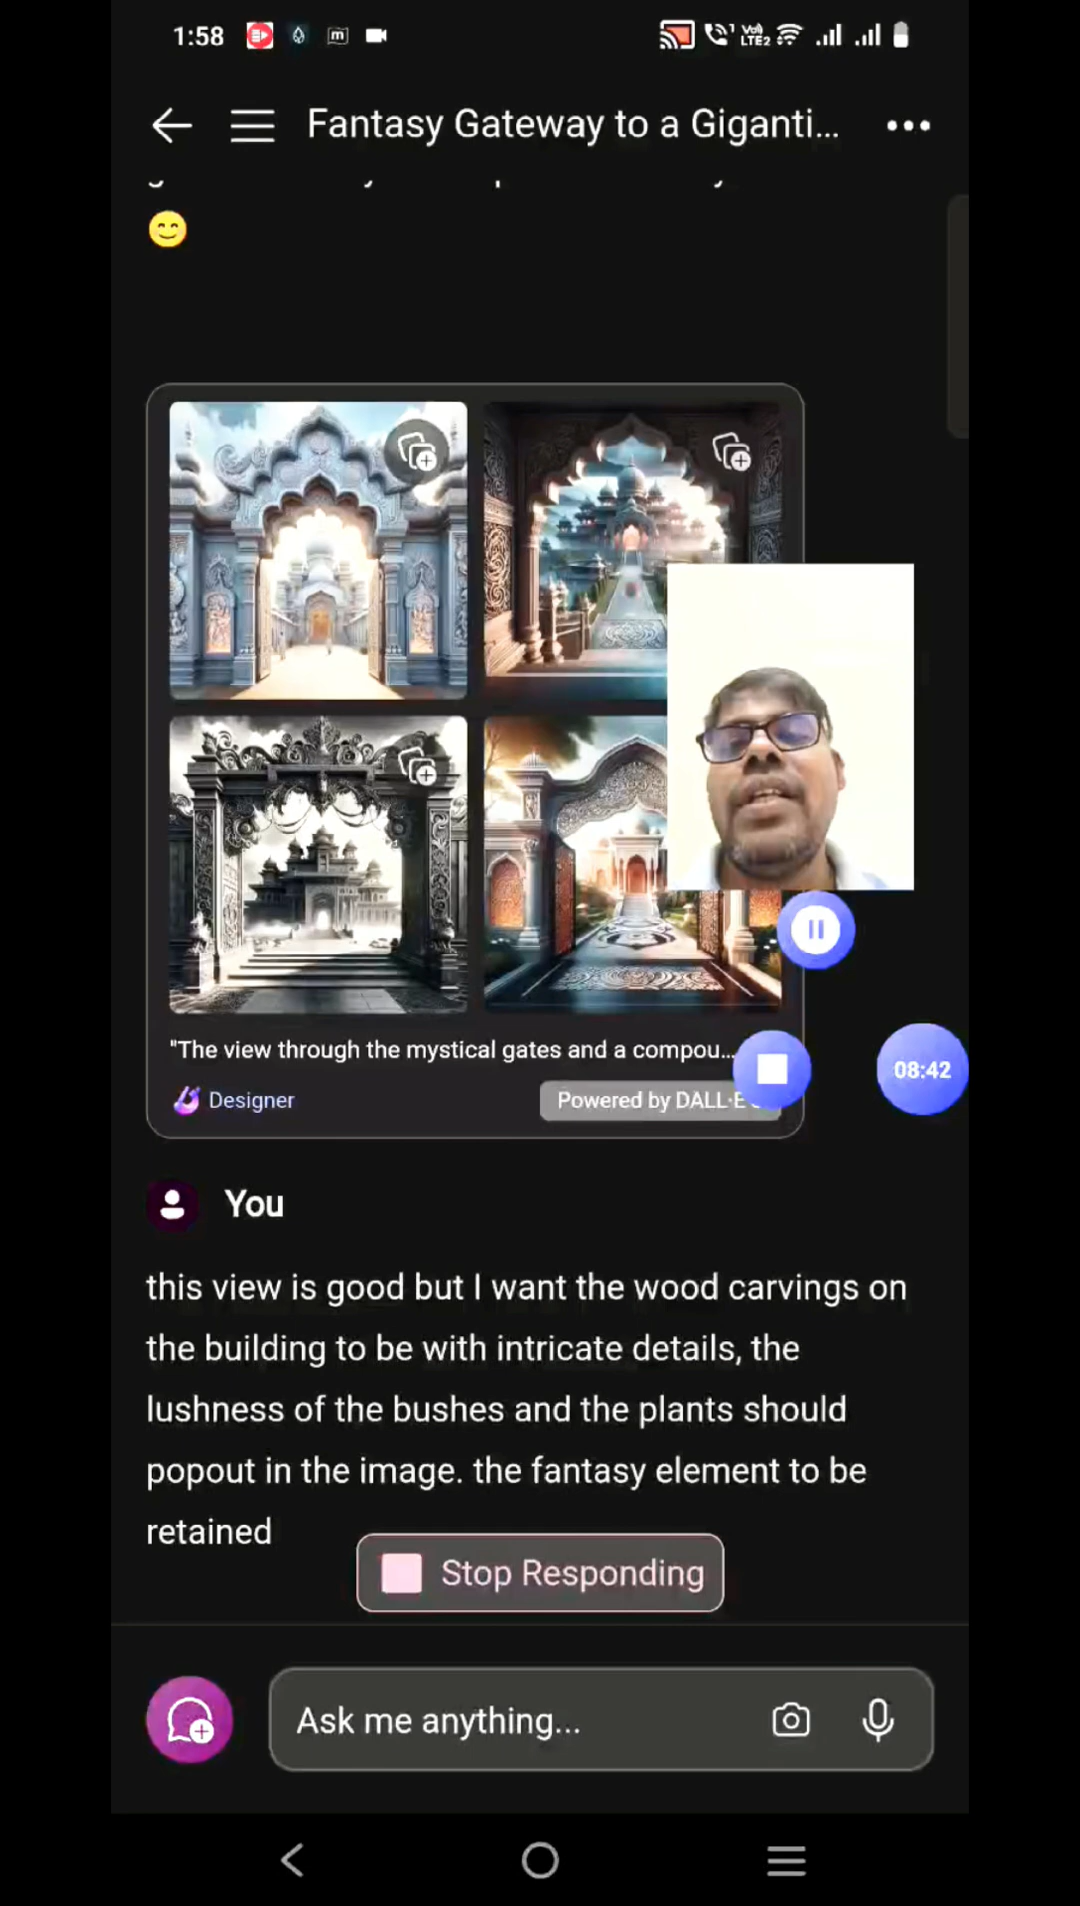 1:58
Vo)
LTE2
Fantasy Gateway to a Giganti...
"The view through the mystical gates and a compou...
Designer
Powered by DALL·E
08:42
You
this view is good but I want the wood carvings on
the building to be with intricate details, the
lushness of the bushes and the plants should
popout in the image. the fantasy element to be
retained
Stop Responding
Ask me anything...